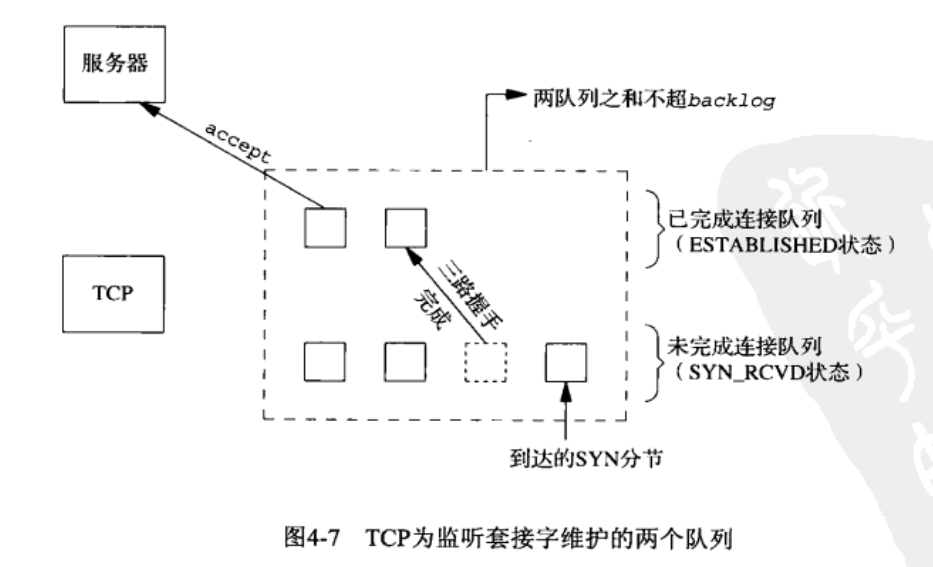 服务器
两队列之和不超backlog
accept
已完成连接队列
（ESTABLISHED状态）
三路握手
完成
TCP
未完成连接队列
（SYN_RCVD状态）
到达的SYN分节
图4-7 TCP为监听套接字维护的两个队列